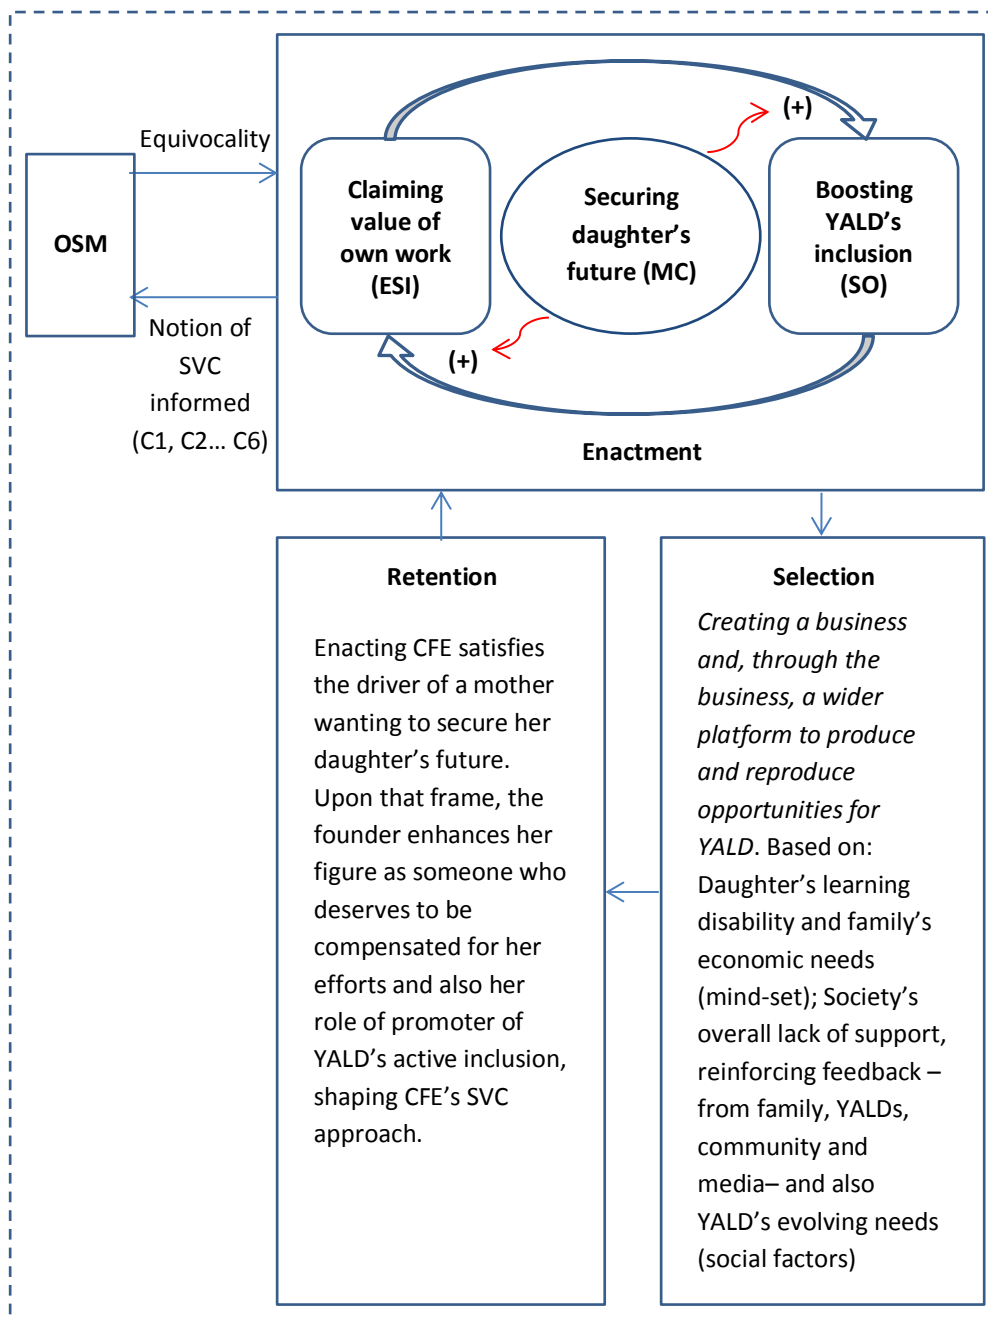 Equivocality
OSM
Notion of
SVC
informed
(C1, C2... C6)
Claiming
value of
own work
(ESI)
(+)
Securing
daughter’s
future (MC)
(+)
Boosting
YALD’s
inclusion
(SO)
Enactment
Retention
Enacting CFE satisfies
the driver of a mother
wanting to secure her
daughter’s future.
Upon that frame, the
founder enhances her
figure as someone who
deserves to be
compensated for her
efforts and also her
role of promoter of
YALD’s active inclusion,
shaping CFE’s SVC
approach.
Selection
Creating a business
and, through the
business, a wider
platform to produce
and reproduce
opportunities for
YALD. Based on:
Daughter’s learning
disability and family’s
economic needs
(mind-set); Society’s
overall lack of support,
reinforcing feedback –
from family, YALDs,
community and
media– and also
YALD’s evolving needs
(social factors)